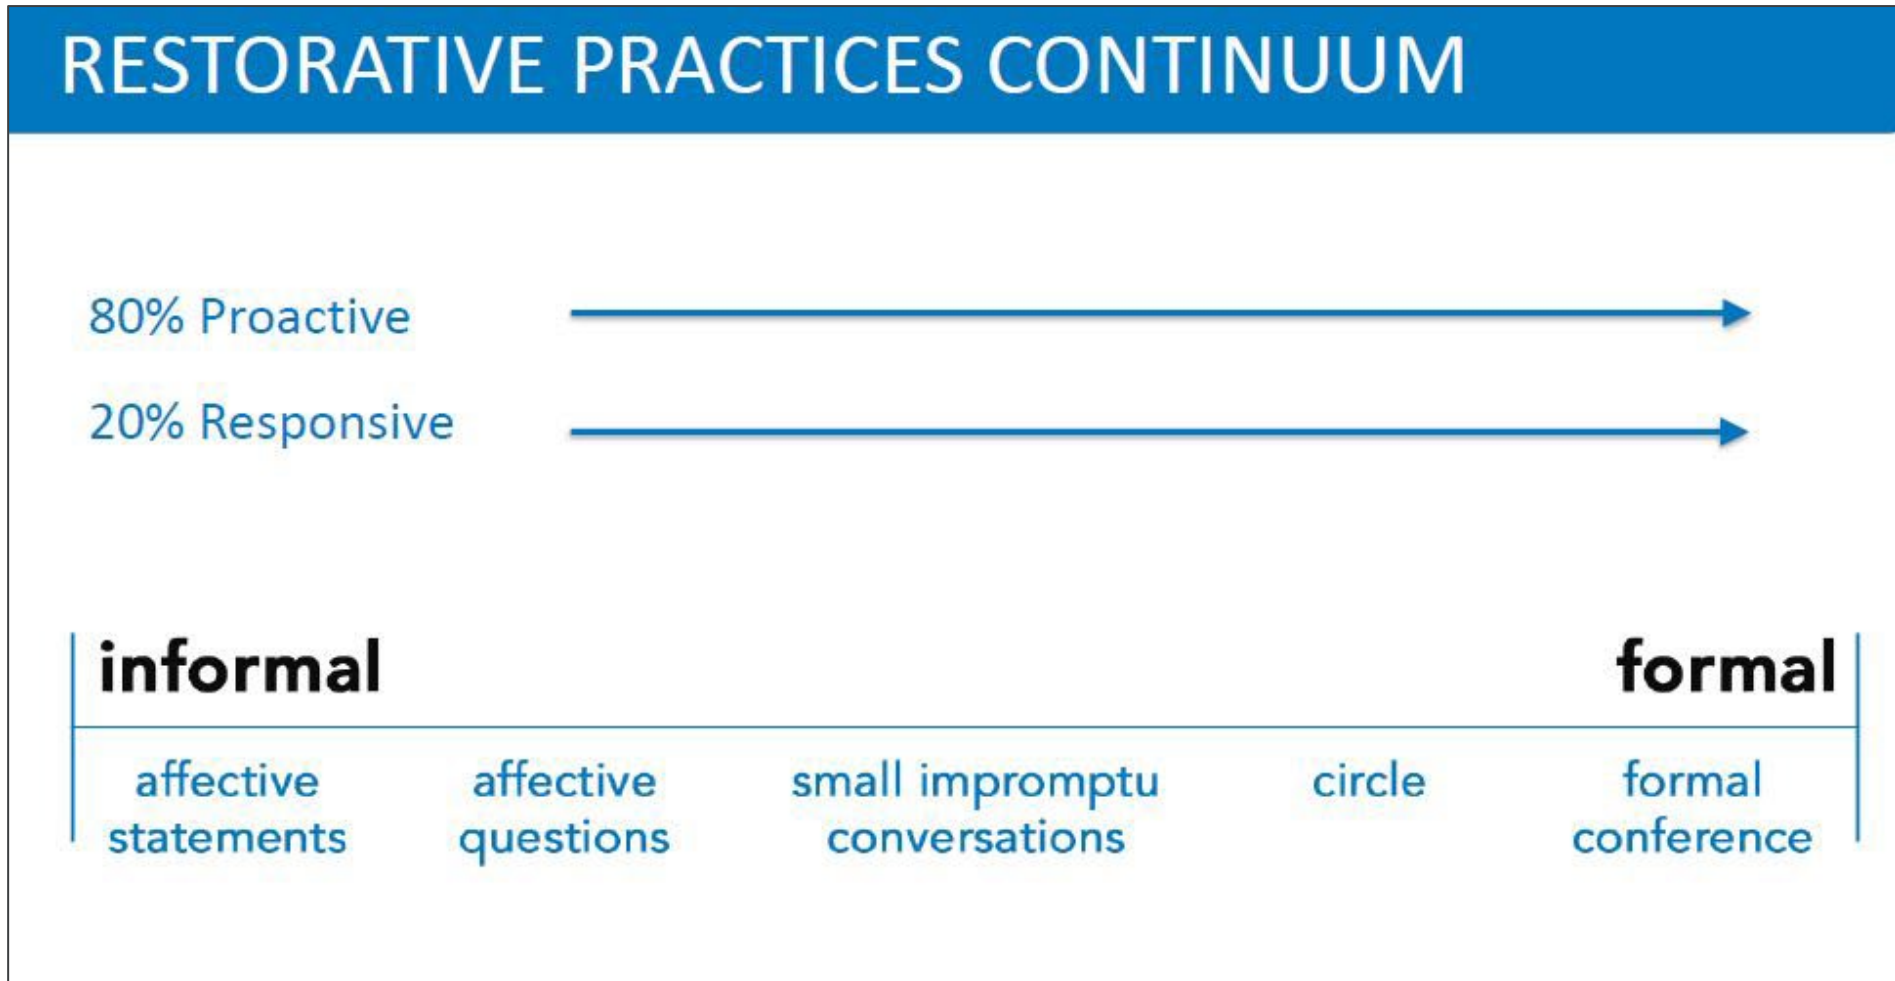 RESTORATIVE PRACTICES CONTINUUM
80% Proactive
20% Responsive
informal
formal
affective
statements
affective
questions
small impromptu
conversations
circle
formal
conference